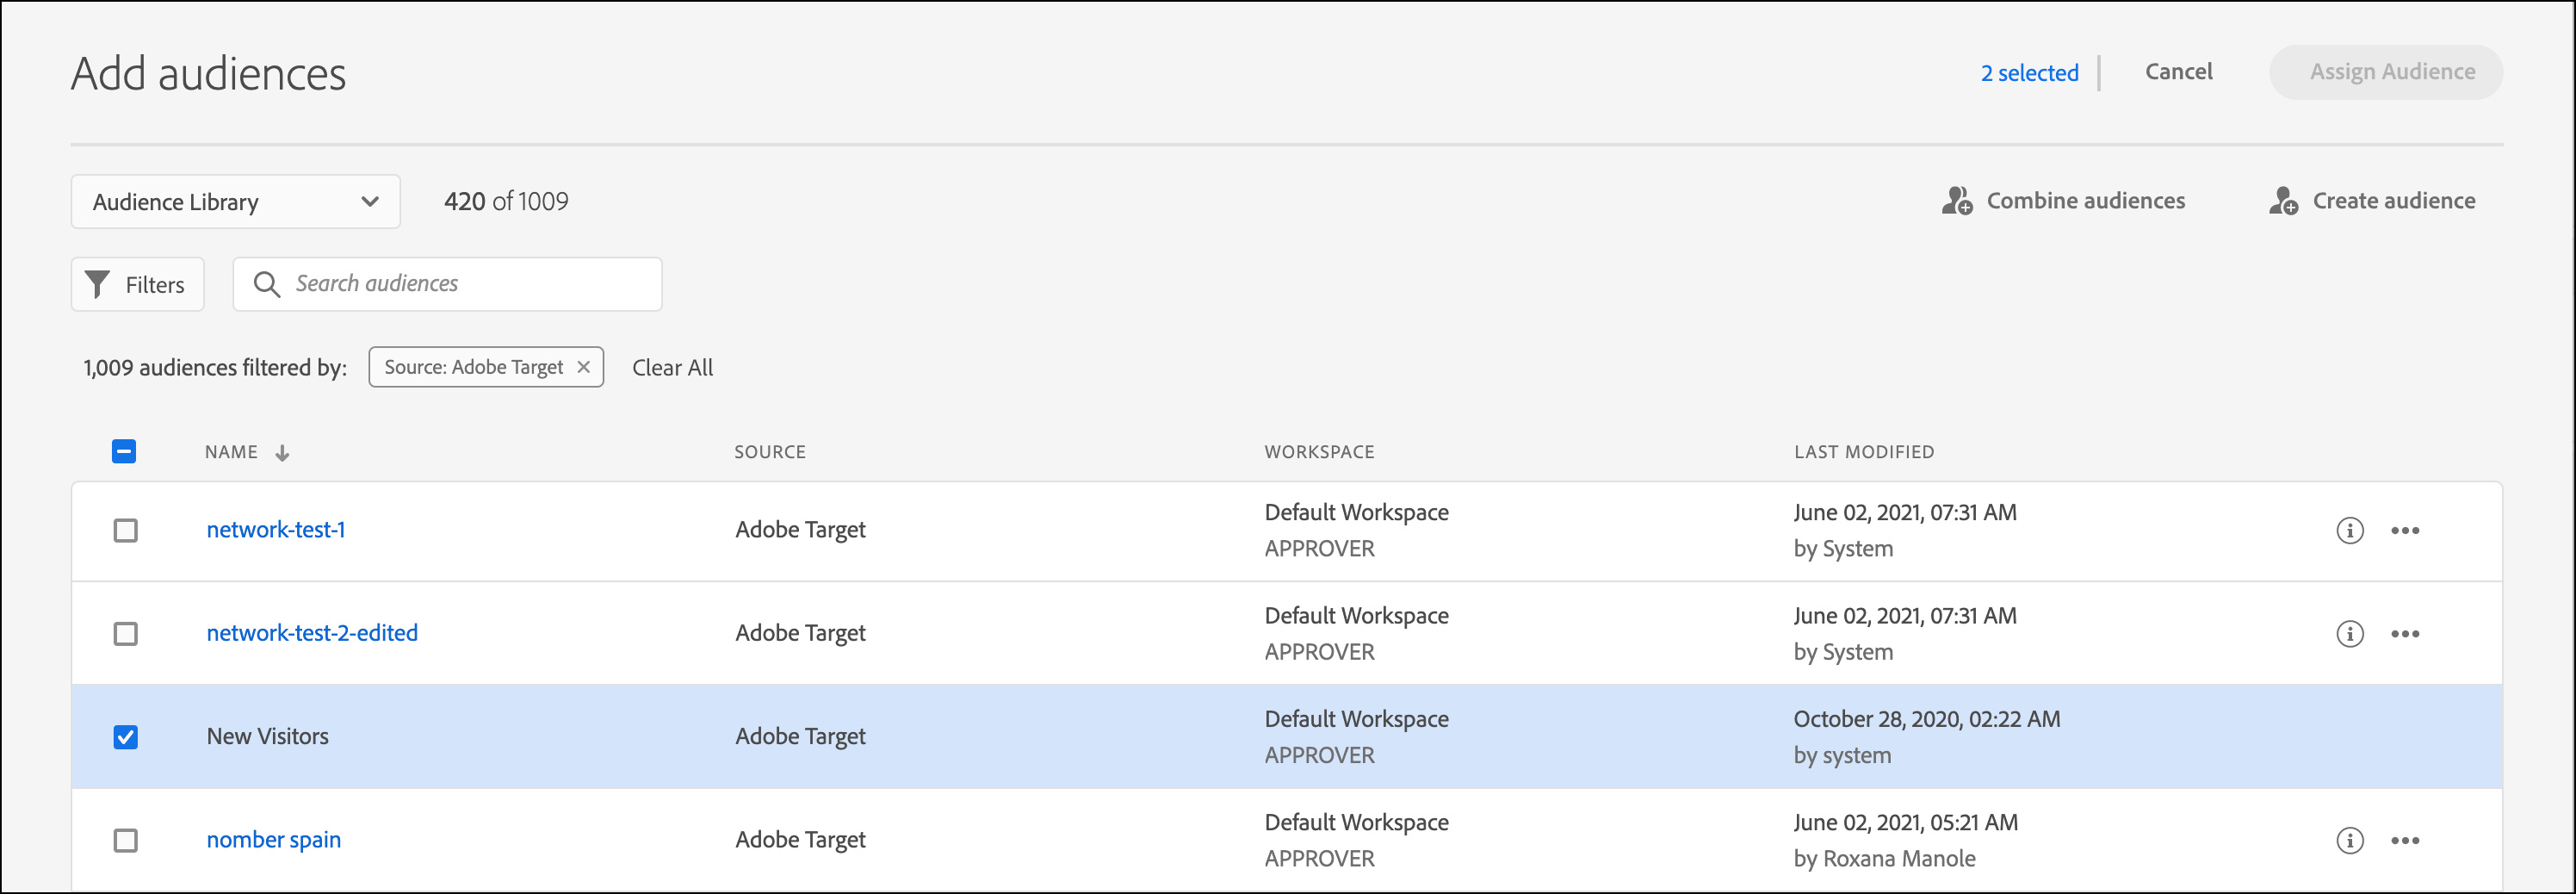 Add audiences
2 selected
Cancel
Assign Audience
Audience Library
420 of 1009
Combine audiences
Create audience
Filters
Search audiences
1,009 audiences filtered by:
Source: Adobe Target
Clear All
NAME
SOURCE
WORKSPACE
LAST MODIFIED
network-test-1
Adobe Target
Default Workspace
APPROVER
June 02, 2021, 07:31 AM
by System
network-test-2-edited
Adobe Target
Default Workspace
APPROVER
June 02, 2021, 07:31 AM
by System
New Visitors
Adobe Target
Default Workspace
APPROVER
October 28, 2020, 02:22 AM
by system
nomber spain
Adobe Target
Default Workspace
APPROVER
June 02, 2021, 05:21 AM
by Roxana Manole